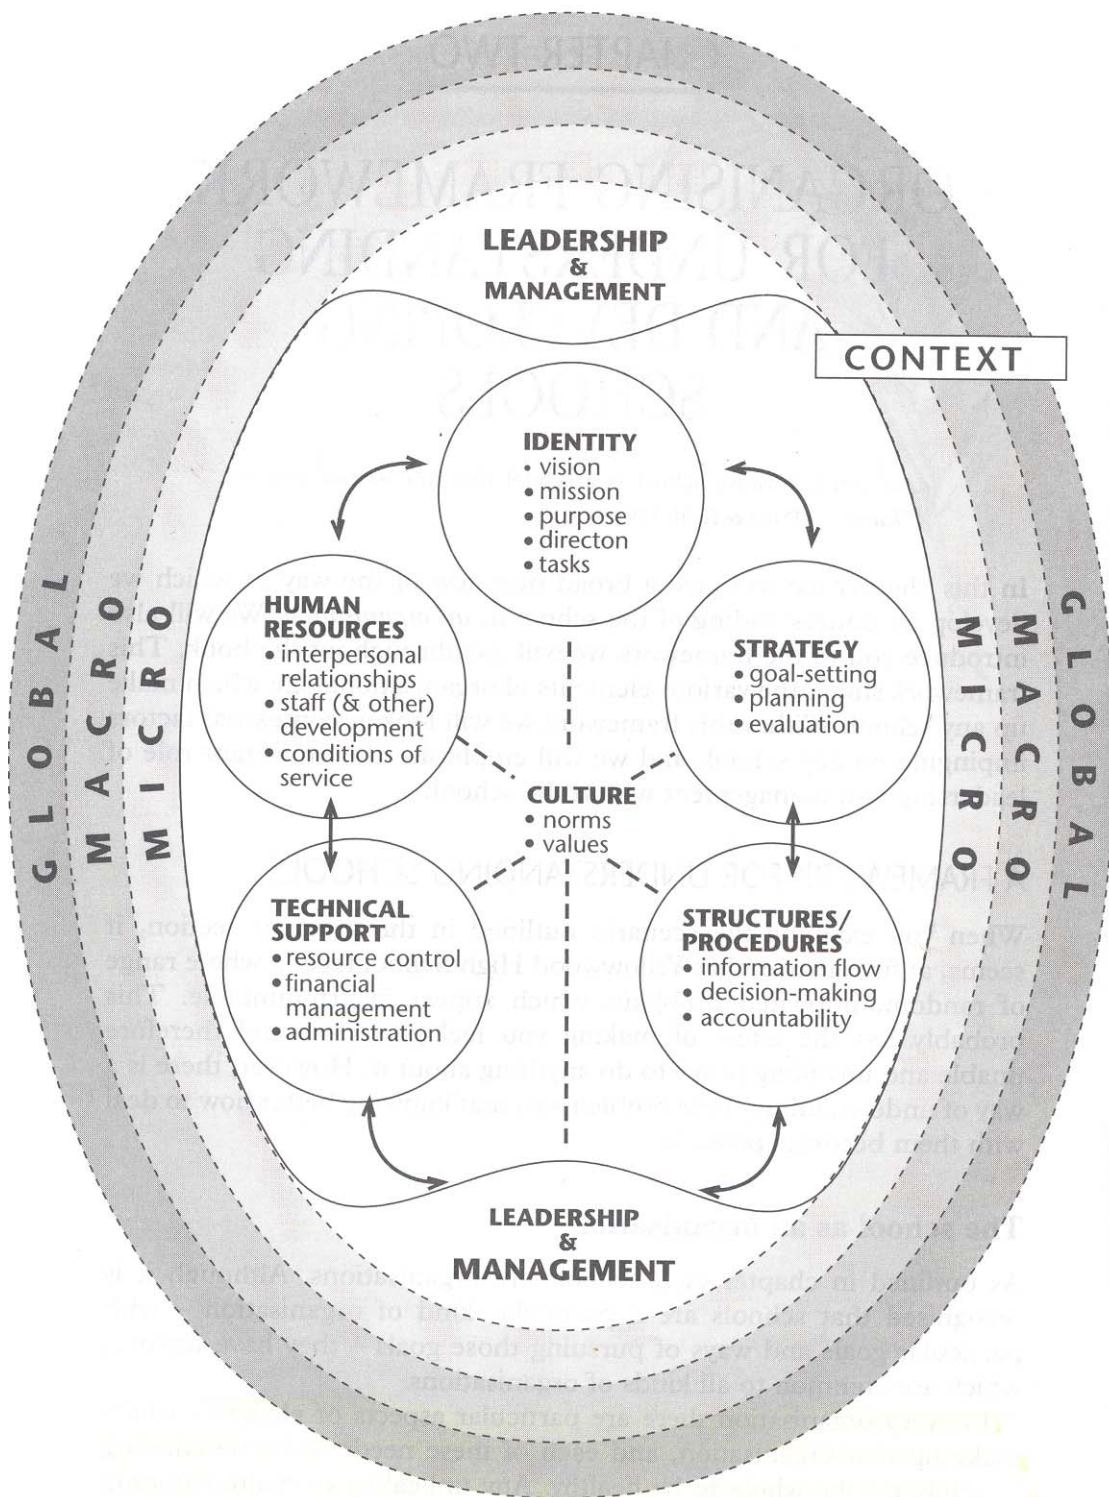 LEADERSHIP
&
MANAGEMENT
CONTEXT
IDENTITY
• vision
• mission
• purpose
• directon
• tasks
HUMAN
RESOURCES
• interpersonal
relationships
• staff (& other)
development
• conditions of
service
STRATEGY
• goal-setting
• planning
• evaluation
CULTURE
• norms
• values
TECHNICAL
SUPPORT
• resource control
• financial
management
• administration
STRUCTURES/
PROCEDURES
• information flow
• decision-making
• accountability
LEADERSHIP
&
MANAGEMENT
GLOBAL
MACRO
MICRO
MICRO
MACRO
GLOBAL